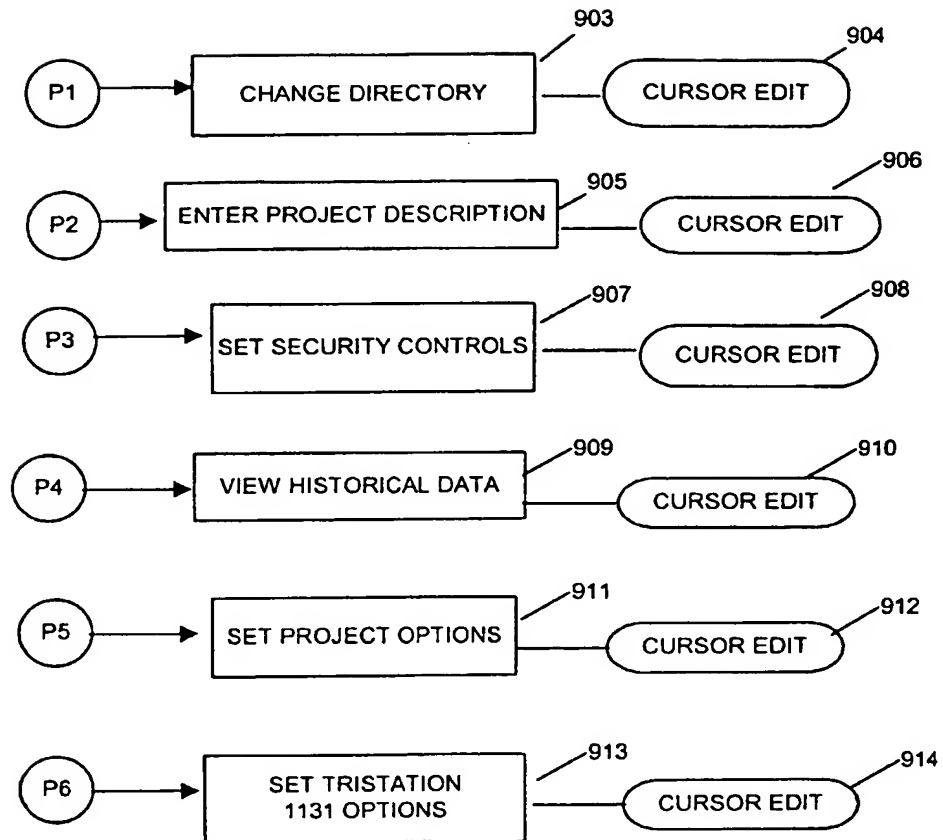 903
904
P1
CHANGE DIRECTORY
CURSOR EDIT
905
906
P2
ENTER PROJECT DESCRIPTION
CURSOR EDIT
907
908
P3
SET SECURITY CONTROLS
CURSOR EDIT
909
910
P4
VIEW HISTORICAL DATA
CURSOR EDIT
911
912
P5
SET PROJECT OPTIONS
CURSOR EDIT
913
914
P6
SET TRISTATION
1131 OPTIONS
CURSOR EDIT